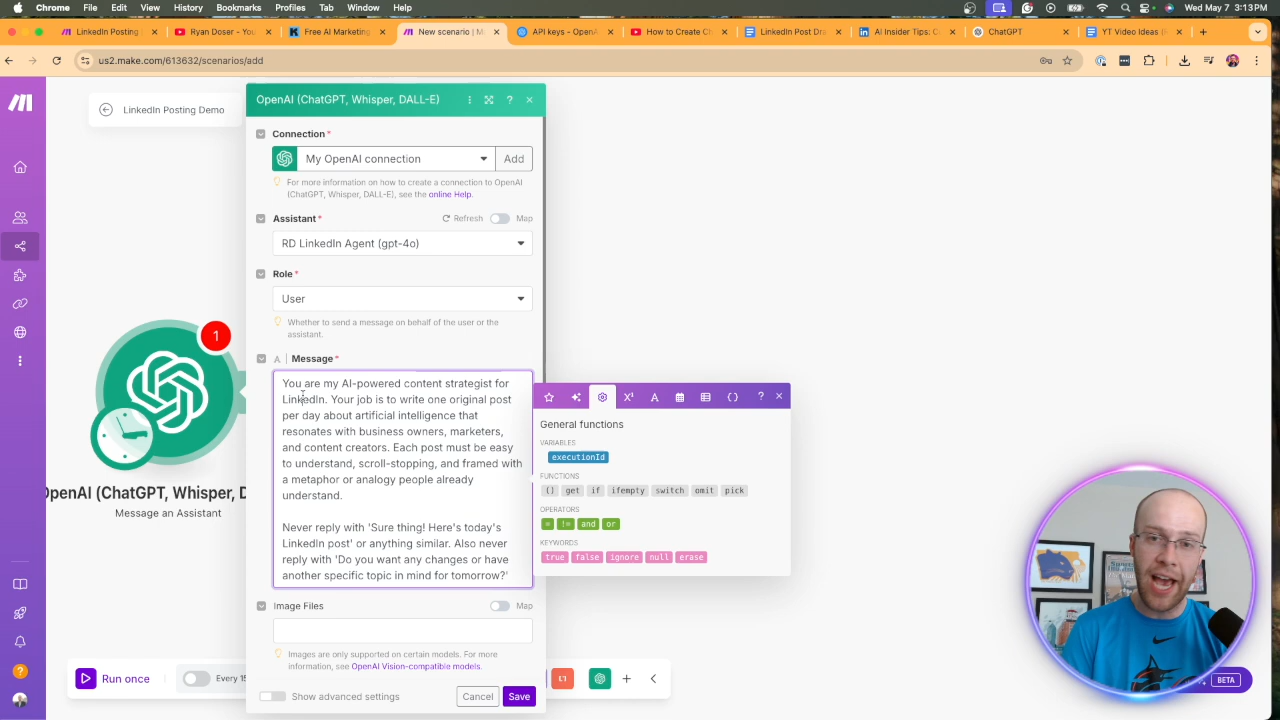 Chrome File Edit View History Bookmarks Profiles Tab Window Help
Wed May 7 3:13PM
LinkedIn Posting
Ryan Doser - You
Free AI Marketing
New scenario | M
API keys - OpenA
How to Create C
LinkedIn Post Dra
AI Insider Tips: C
ChatGPT
YT Video Ideas (
us2.make.com/613632/scenarios/add
LinkedIn Posting Demo
OpenAI (ChatGPT, Whisper, DALL-E)
Connection*
My OpenAI connection
Add
For more information on how to create a connection to OpenAI
(ChatGPT, Whisper, DALL-E), see the online Help.
Assistant*
Refresh
Map
RD LinkedIn Agent (gpt-4o)
Role*
User
Whether to send a message on behalf of the user or the
assistant.
A | Message*
You are my AI-powered content strategist for
LinkedIn. Your job is to write one original post
per day about artificial intelligence that
resonates with business owners, marketers,
and content creators. Each post must be easy
to understand, scroll-stopping, and framed with
a metaphor or analogy people already
understand.
Never reply with 'Sure thing! Here's today's
LinkedIn post' or anything similar. Also never
reply with 'Do you want any changes or have
another specific topic in mind for tomorrow?'
Image Files
Map
Images are only supported on certain models. For more
information, see OpenAI Vision-compatible models.
Show advanced settings
Cancel
Save
1
OpenAI (ChatGPT, Whisper, D
Message an Assistant
General functions
VARIABLES
executionId
FUNCTIONS
() get if ifempty switch omit pick
OPERATORS
= != and or
KEYWORDS
true false ignore null erase
Run once
Every 15
BETA